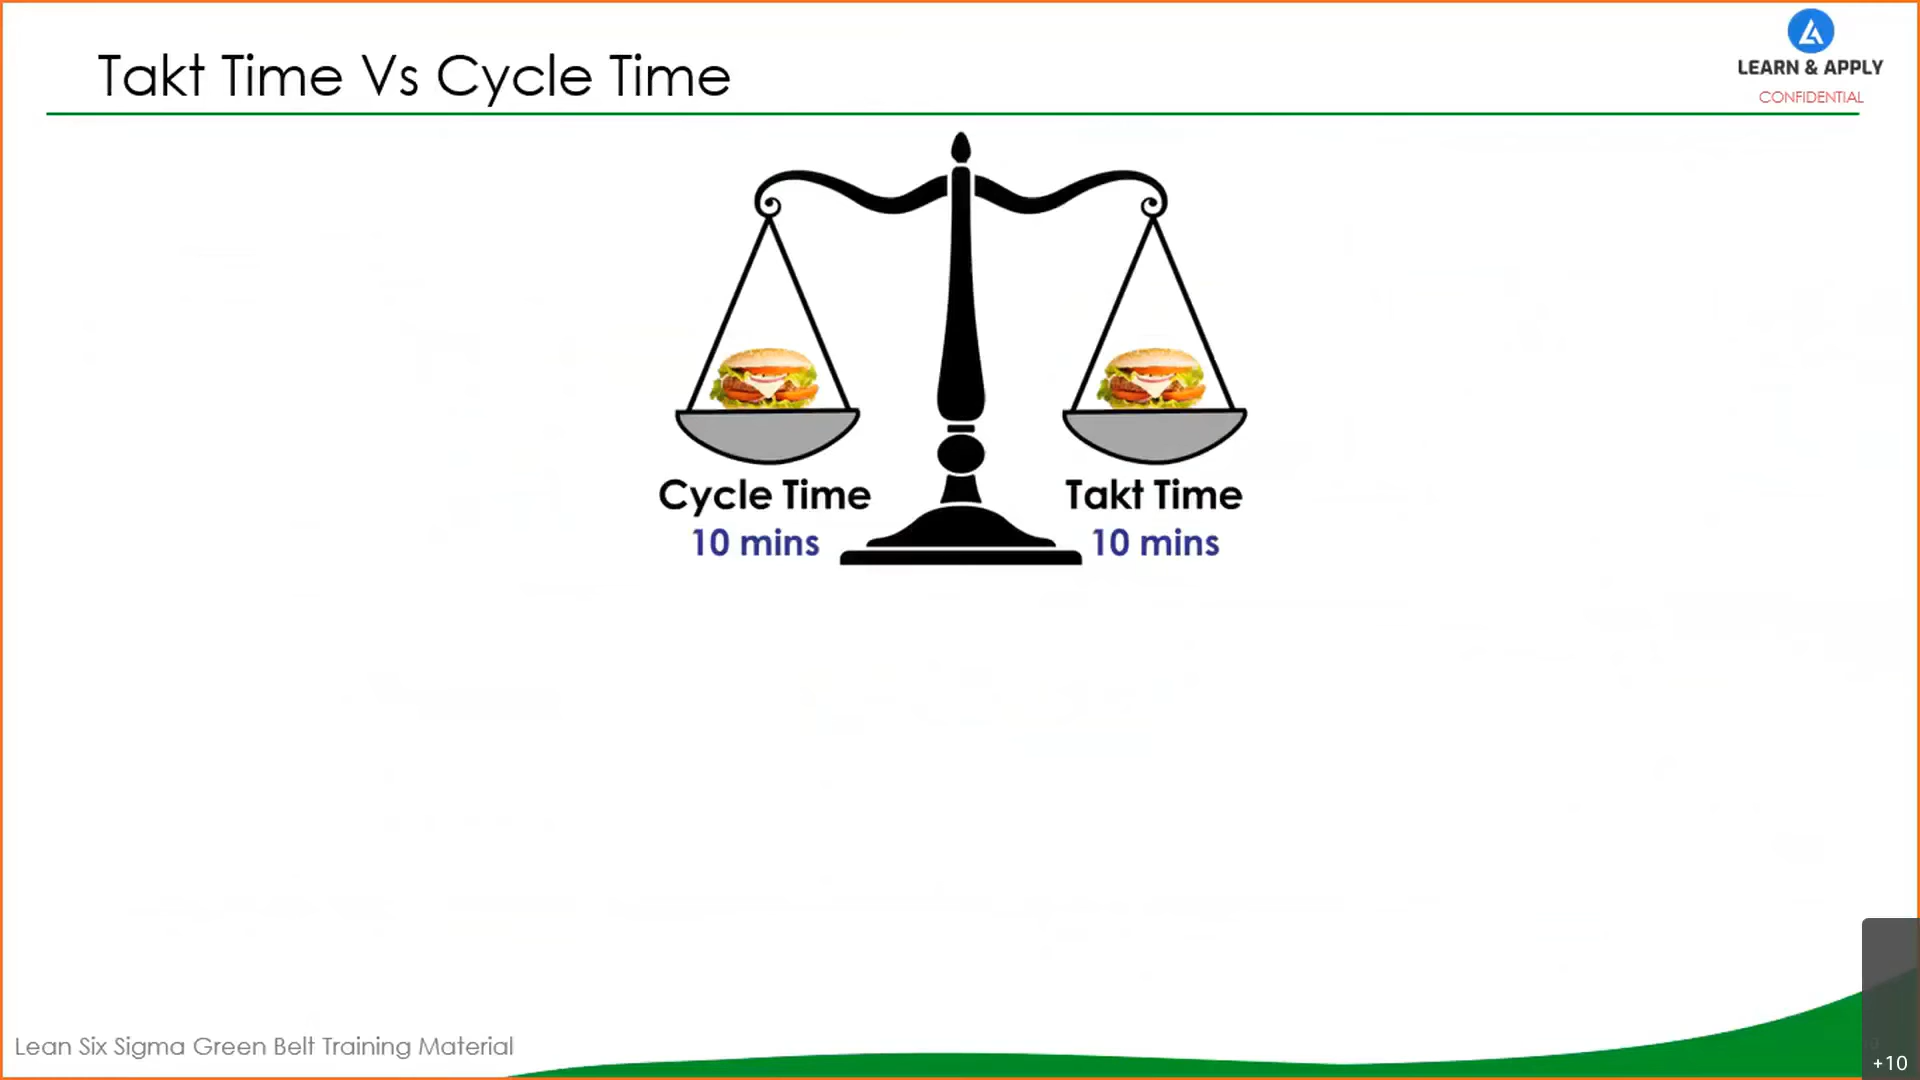 Takt Time Vs Cycle Time
LEARN & APPLY
CONFIDENTIAL
Cycle Time
10 mins
Takt Time
10 mins
Lean Six Sigma Green Belt Training Material
+10